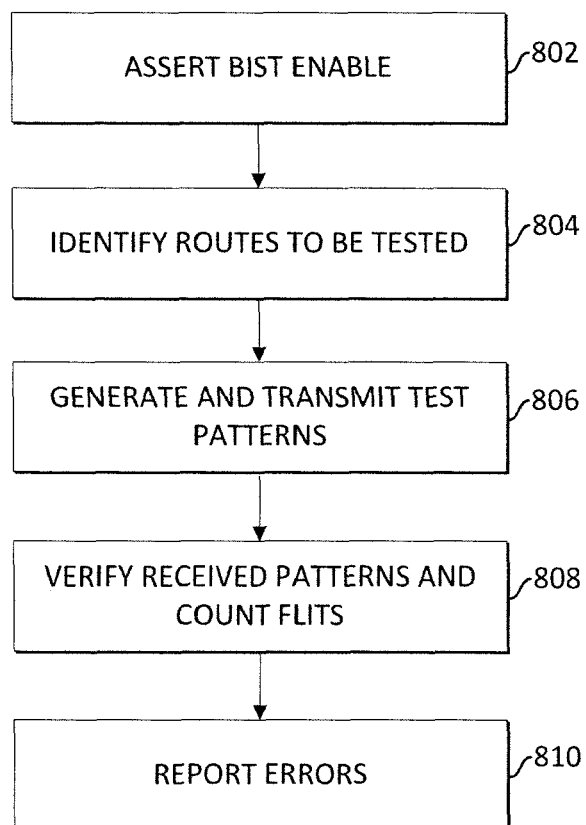 ASSERT BIST ENABLE
802
IDENTIFY ROUTES TO BE TESTED
804
GENERATE AND TRANSMIT TEST
PATTERNS
806
VERIFY RECEIVED PATTERNS AND
COUNT FLITS
808
REPORT ERRORS
810